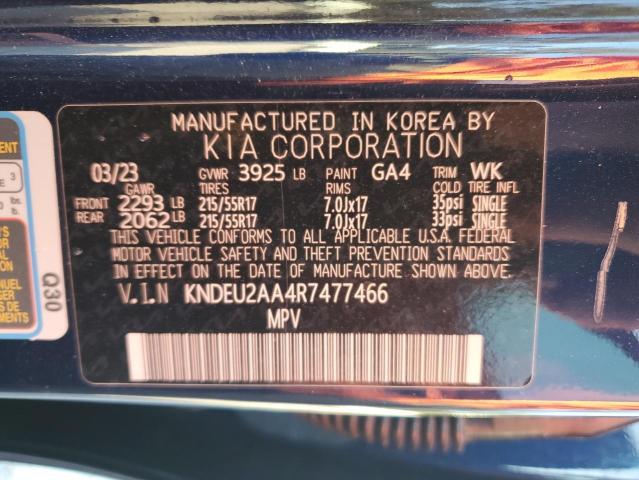 MANUFACTURED IN KOREA BY
KIA CORPORATION
03/23 GVWR 3925 LB PAINT GA4 TRIM WK
GAWR TIRES RIMS COLD TIRE INFL
FRONT 2293 LB 215/55R17 7.0Jx17 35psi SINGLE
REAR 2062 LB 215/55R17 7.0Jx17 33psi SINGLE
THIS VEHICLE CONFORMS TO ALL APPLICABLE U.S.A. FEDERAL
MOTOR VEHICLE SAFETY AND THEFT PREVENTION STANDARDS
IN EFFECT ON THE DATE OF MANUFACTURE SHOWN ABOVE.
V.I.N KNDEU2AA4R7477466
MPV
Q30